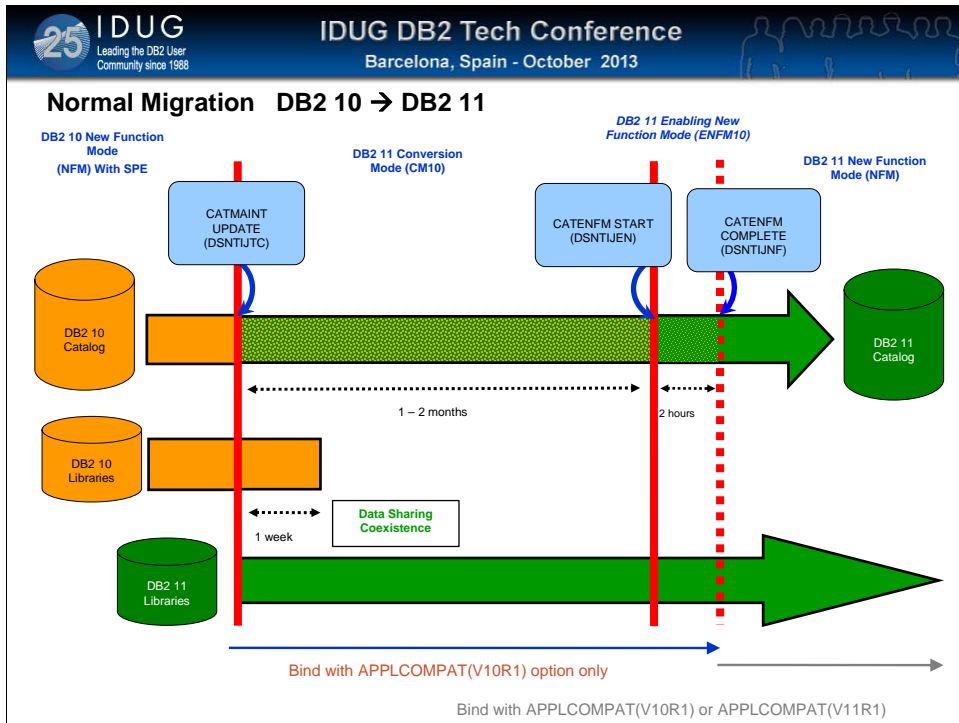 25
IDUG
Leading the DB2 User
Community since 1988
IDUG DB2 Tech Conference
Barcelona, Spain - October 2013
Normal Migration DB2 10 → DB2 11
DB2 10 New Function
Mode
(NFM) With SPE
DB2 11 Conversion
Mode (CM10)
DB2 11 Enabling New
Function Mode (ENFM10)
DB2 11 New Function
Mode (NFM)
CATMAINT
UPDATE
(DSNTIJTC)
CATENFM START
(DSNTIJEN)
CATENFM
COMPLETE
(DSNTIJNF)
DB2 10
Catalog
DB2 11
Catalog
1 – 2 months
2 hours
DB2 10
Libraries
1 week
Data Sharing
Coexistence
DB2 11
Libraries
Bind with APPLCOMPAT(V10R1) option only
Bind with APPLCOMPAT(V10R1) or APPLCOMPAT(V11R1)